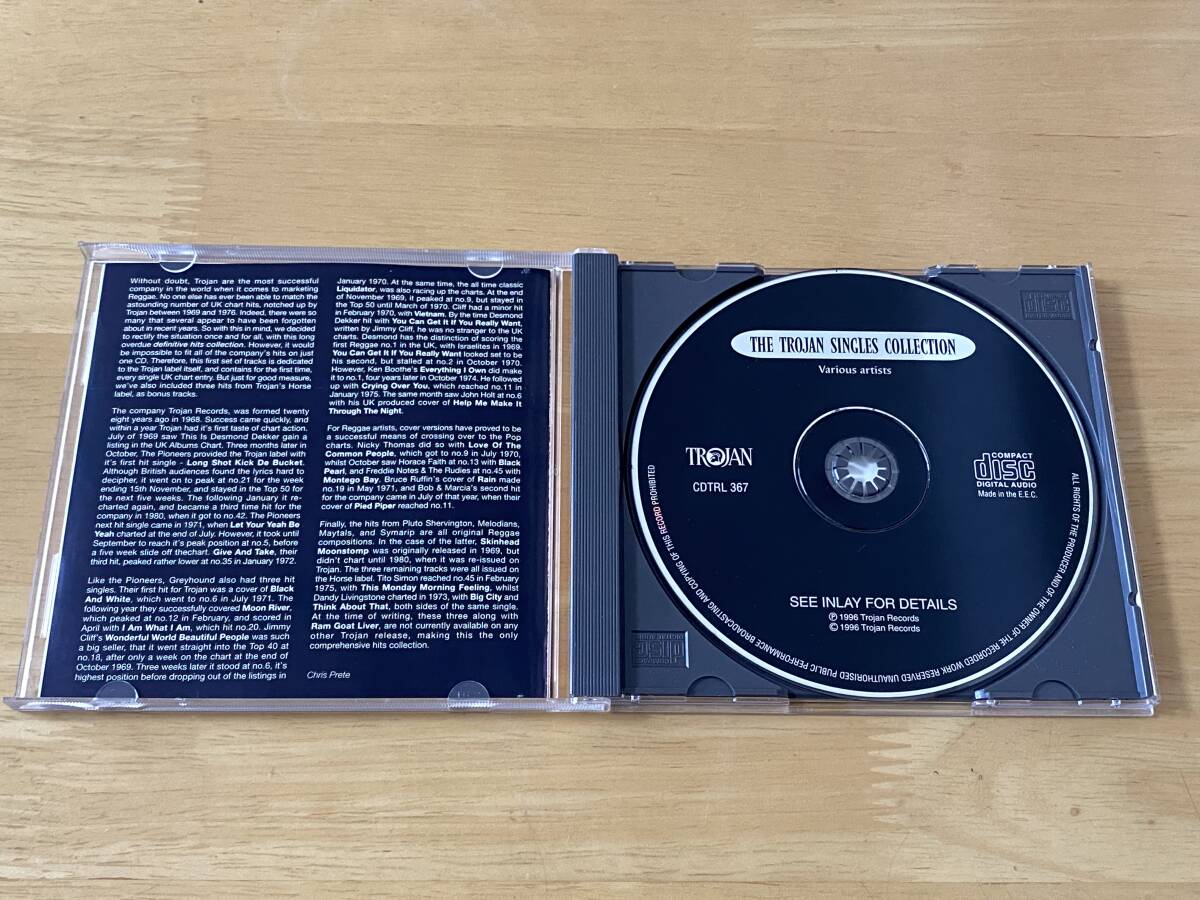 Without doubt, Trojan are the most successful
company in the world when it comes to marketing
Reggae. No one else has ever been able to match the
astounding number of UK chart hits, notched up by
Trojan between 1969 and 1976. Indeed, there were so
many that several appear to have been forgotten
about in recent years. So with this in mind, we decided
to rectify the situation once and for all, with this long
overdue definitive hits collection. However, it would
be impossible to fit all of the company's hits on just
one CD. Therefore, this first set of tracks is dedicated
to the Trojan label itself, and contains for the first time,
every single UK chart entry. But just for good measure,
we've also included three hits from Trojan's Horse
label, as bonus tracks.
The company Trojan Records, was formed twenty
eight years ago in 1968. Success came quickly, and
within a year Trojan had it's first taste of chart action.
July of 1969 saw This Is Desmond Dekker gain a
listing in the UK Albums Chart. Three months later in
October, The Pioneers provided the Trojan label with
it's first hit single - Long Shot Kick De Bucket.
Although British audiences found the lyrics hard to
decipher, it went on to peak at no.21 for the week
ending 15th November, and stayed in the Top 50 for
the next five weeks. The following January it re-
charted again, and became a third time hit for the
company in 1980, when it got to no.42. The Pioneers
next hit single came in 1971, when Let Your Yeah Be
Yeah charted at the end of July. However, it took until
September to reach it's peak position at no.5, before
a five week slide off thechart. Give And Take, their
third hit, peaked rather lower at no.35 in January 1972.
Like the Pioneers, Greyhound also had three hit
singles. Their first hit for Trojan was a cover of Black
And White, which went to no.6 in July 1971. The
following year they successfully covered Moon River,
which peaked at no.12 in February, and scored in
April with I Am What I Am, which hit no.20. Jimmy
Cliff's Wonderful World Beautiful People was such
a big seller, that it went straight into the Top 40 at
no.18, after only a week on the chart at the end of
October 1969. Three weeks later it stood at no.6, it's
highest position before dropping out of the listings in
January 1970. At the same time, the all time classic
Liquidator, was also racing up the charts. At the end
of November 1969, it peaked at no.9, but stayed in
the Top 50 until March of 1970. Cliff had a minor hit
in February 1970, with Vietnam. By the time Desmond
Dekker hit with You Can Get It If You Really Want,
written by Jimmy Cliff, he was no stranger to the UK
charts. Desmond has the distinction of scoring the
first Reggae no.1 in the UK, with Israelites in 1969.
You Can Get It If You Really Want looked set to be
his second, but stalled at no.2 in October 1970.
However, Ken Boothe's Everything I Own did make
it to no.1, four years later in October 1974. He followed
up with Crying Over You, which reached no.11 in
January 1975. The same month saw John Holt at no.6
with his UK produced cover of Help Me Make It
Through The Night.
For Reggae artists, cover versions have proved to be
a successful means of crossing over to the Pop
charts. Nicky Thomas did so with Love Of The
Common People, which got to no.9 in July 1970,
whilst October saw Horace Faith at no.13 with Black
Pearl, and Freddie Notes & The Rudies at no.45 with
Montego Bay. Bruce Ruffin's cover of Rain made
no.19 in May 1971, and Bob & Marcia's second hit
for the company came in July of that year, when their
cover of Pied Piper reached no.11.
Finally, the hits from Pluto Shervington, Melodians,
Maytals, and Symarip are all original Reggae
compositions. In the case of the latter, Skinhead
Moonstomp was originally released in 1969, but
didn't chart until 1980, when it was re-issued on
Trojan. The three remaining tracks were all issued on
the Horse label. Tito Simon reached no.45 in February
1975, with This Monday Morning Feeling, whilst
Dandy Livingstone charted in 1973, with Big City and
Think About That, both sides of the same single.
At the time of writing, these three along with
Ram Goat Liver, are not currently available on any
other Trojan release, making this the only
comprehensive hits collection.
Chris Prete
THE TROJAN SINGLES COLLECTION
Various artists
TROJAN
CDTRL 367
COMPACT
disc
DIGITAL AUDIO
Made in the E.E.C.
SEE INLAY FOR DETAILS
℗ 1996 Trojan Records
© 1996 Trojan Records
ALL RIGHTS OF THE PRODUCER AND OF THE OWNER OF THE RECORDED WORK RESERVED UNAUTHORISED PUBLIC PERFORMANCE BROADCASTING AND COPYING OF THIS RECORD PROHIBITED